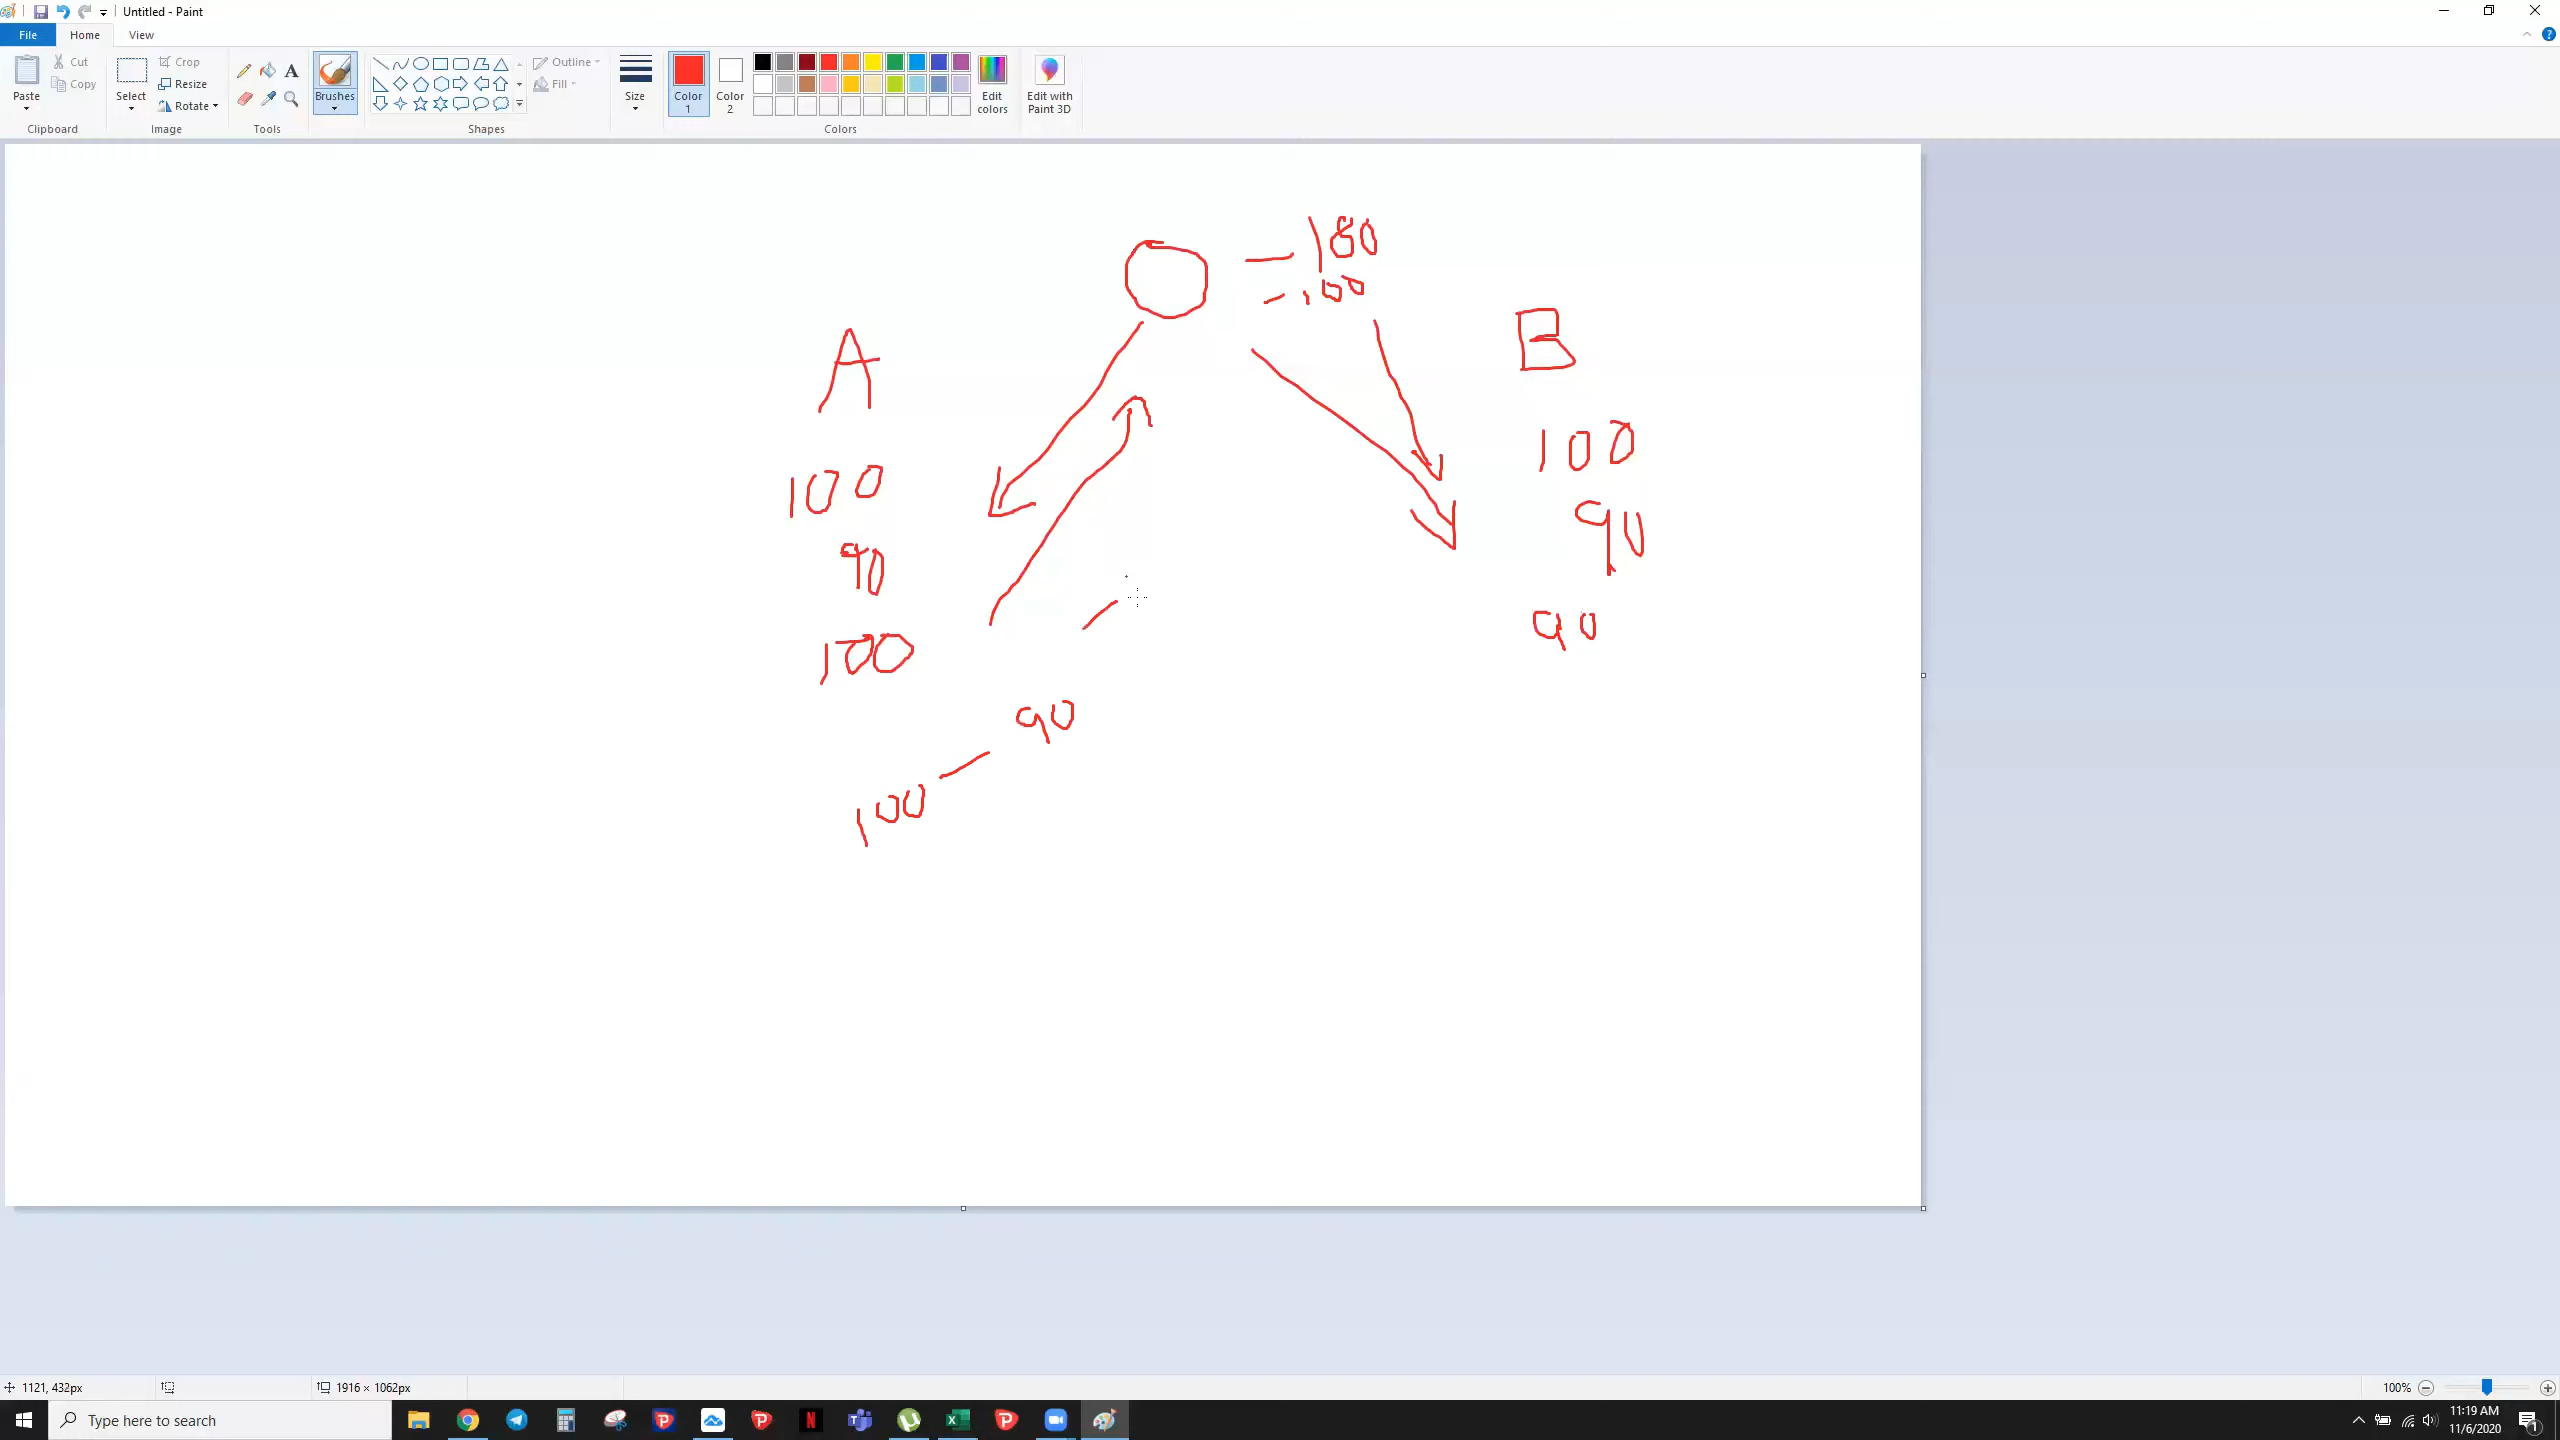 Untitled - Paint
File
Home
View
Paste
Cut
Copy
Clipboard
Select
Crop
Resize
Rotate
Image
A
Tools
Brushes
Outline
Fill
Shapes
Size
Color 1
Color 2
Edit colors
Colors
Edit with Paint 3D
— 180
- 100
A
B
100
100
90
90
100
90
90
100
1121, 432px
1916 × 1062px
100%
Type here to search
11:19 AM
11/6/2020